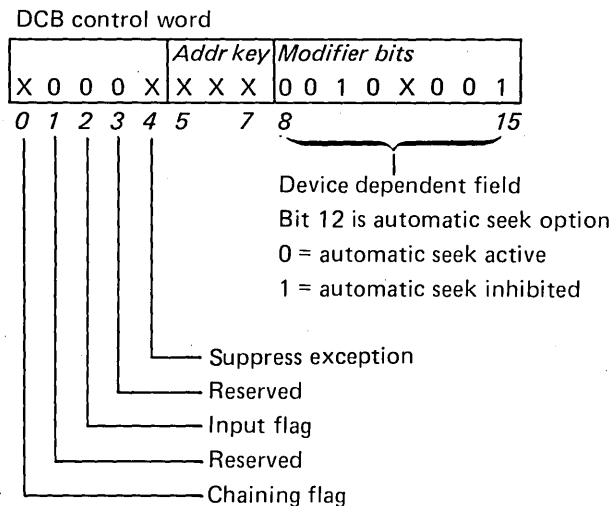 DCB control word
Addr key Modifier bits
X 0 0 0 X X X X 0 0 1 0 X 0 0 1
0 1 2 3 4 5 7 8 15
Device dependent field
Bit 12 is automatic seek option
0 = automatic seek active
1 = automatic seek inhibited
Suppress exception
Reserved
Input flag
Reserved
Chaining flag